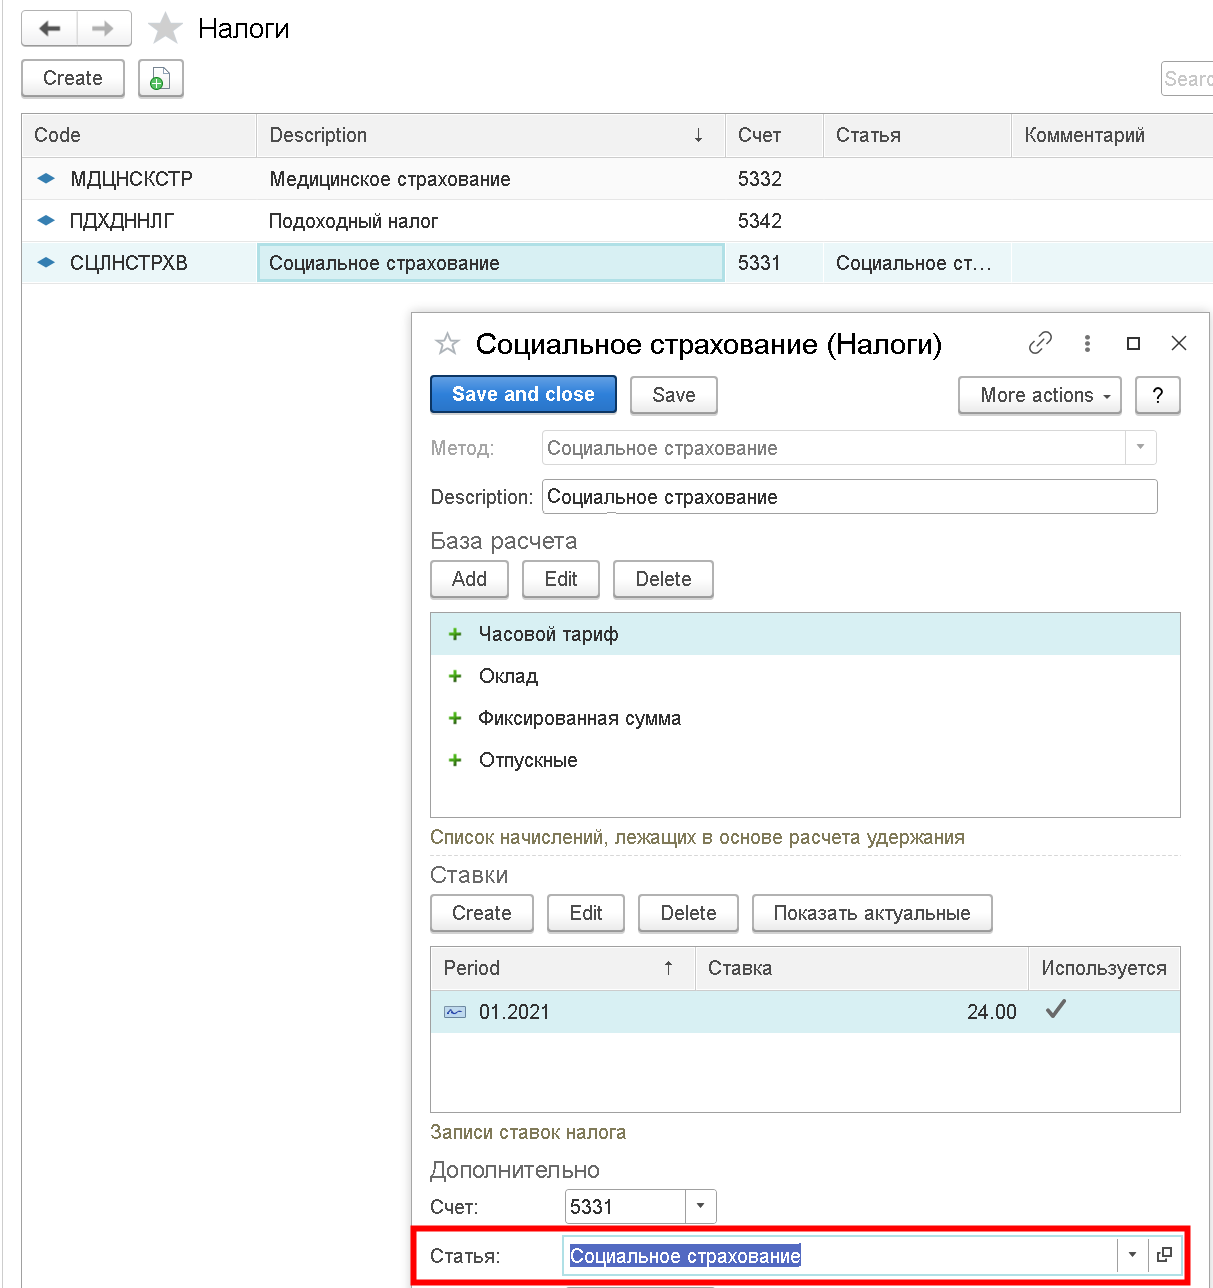 Налоги
Create
Searc
Code Description ↓ Счет Статья Комментарий
МДЦНСКСТР Медицинское страхование 5332
ПДХДННЛГ Подоходный налог 5342
СЦЛНСТРХВ Социальное страхование 5331 Социальное ст...
Социальное страхование (Налоги)
Save and close Save More actions ?
Метод: Социальное страхование
Description: Социальное страхование
База расчета
Add Edit Delete
Часовой тариф
Оклад
Фиксированная сумма
Отпускные
Список начислений, лежащих в основе расчета удержания
Ставки
Create Edit Delete Показать актуальные
Period ↑ Ставка Используется
01.2021 24.00
Записи ставок налога
Дополнительно
Счет: 5331
Статья: Социальное страхование